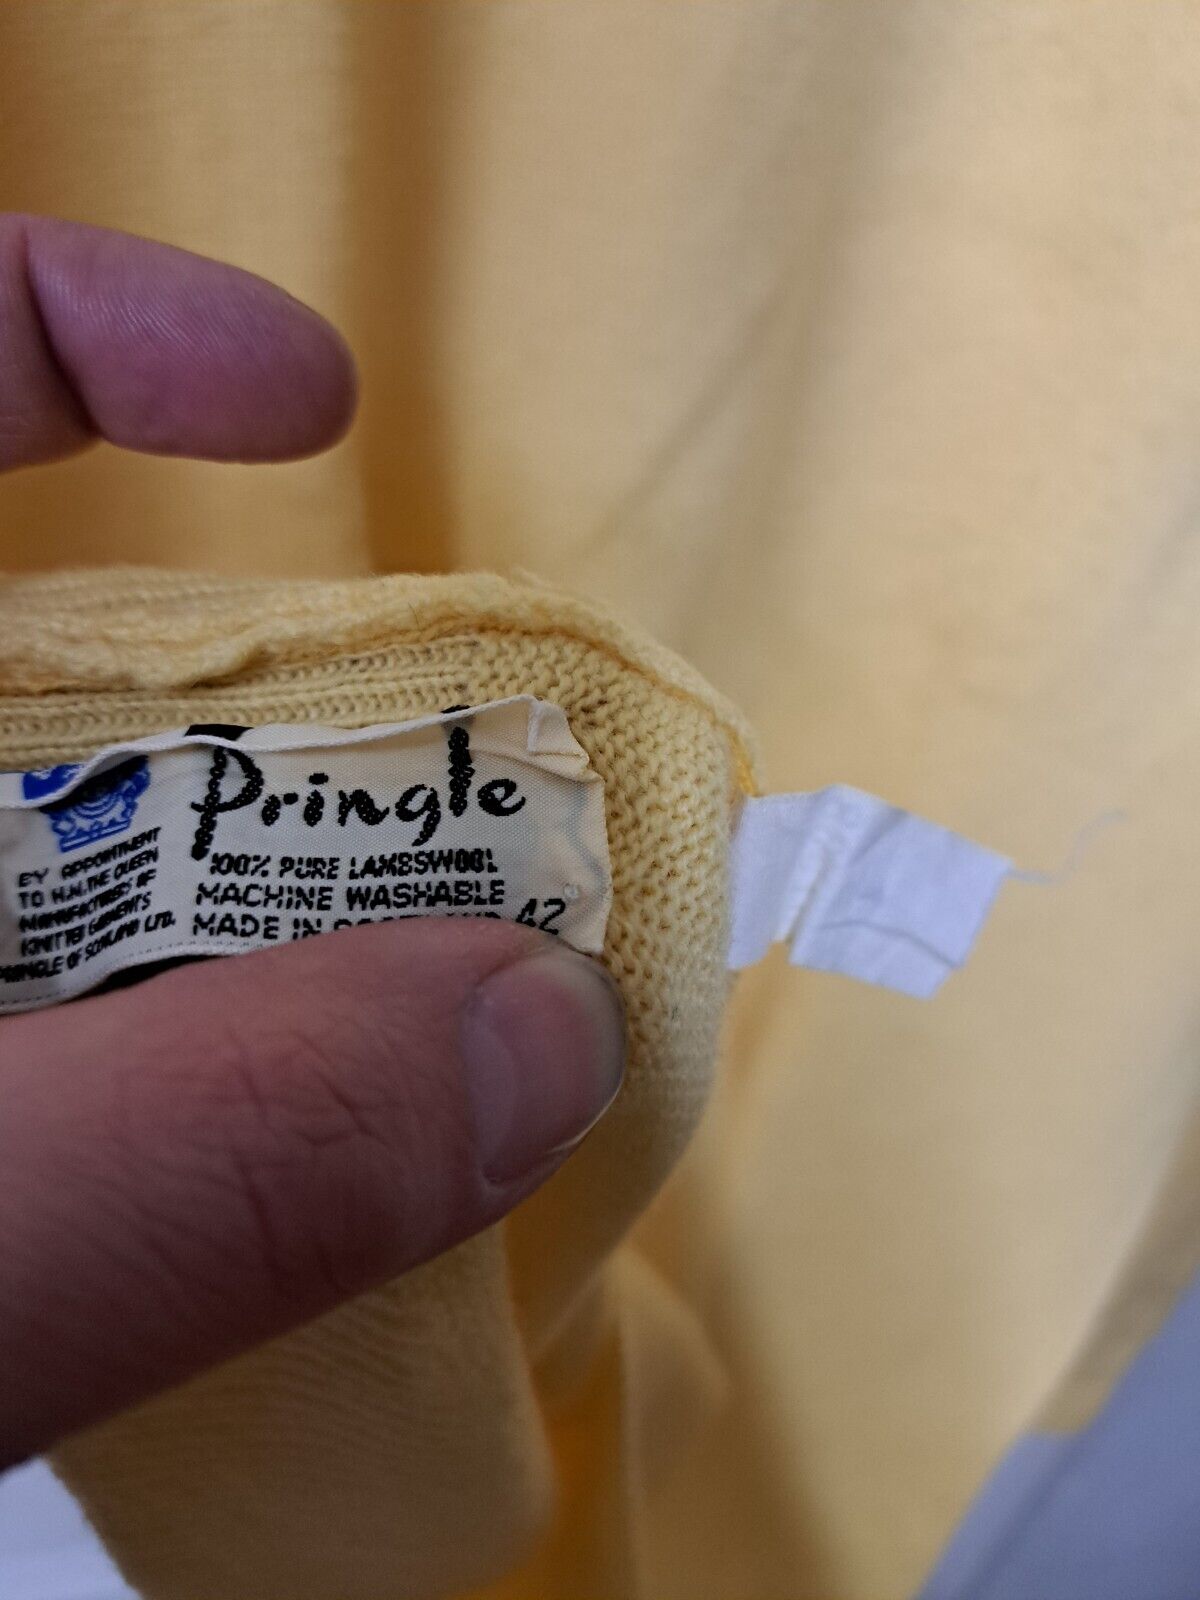 Pringle
100% PURE LAMBSWOOL
MACHINE WASHABLE
MADE IN SCOTLAND 42
BY APPOINTMENT
TO H.M. THE QUEEN
MANUFACTURERS OF
KNITTED GARMENTS
PRINGLE OF SCOTLAND LTD.